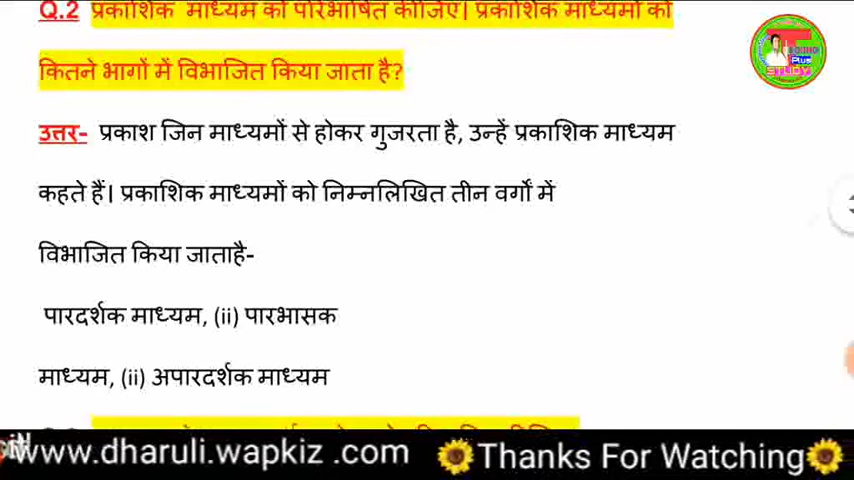 Q.2 प्रकाशिक माध्यम को परिभाषित कीजिए। प्रकाशिक माध्यमों को
कितने भागों में विभाजित किया जाता है?
उत्तर- प्रकाश जिन माध्यमों से होकर गुजरता है, उन्हें प्रकाशिक माध्यम
कहते हैं। प्रकाशिक माध्यमों को निम्नलिखित तीन वर्गों में
विभाजित किया जाताहै-
पारदर्शक माध्यम, (ii) पारभासक
माध्यम, (ii) अपारदर्शक माध्यम
www.dharuli.wapkiz .com 🌻Thanks For Watching🌻
Plus
STUDY